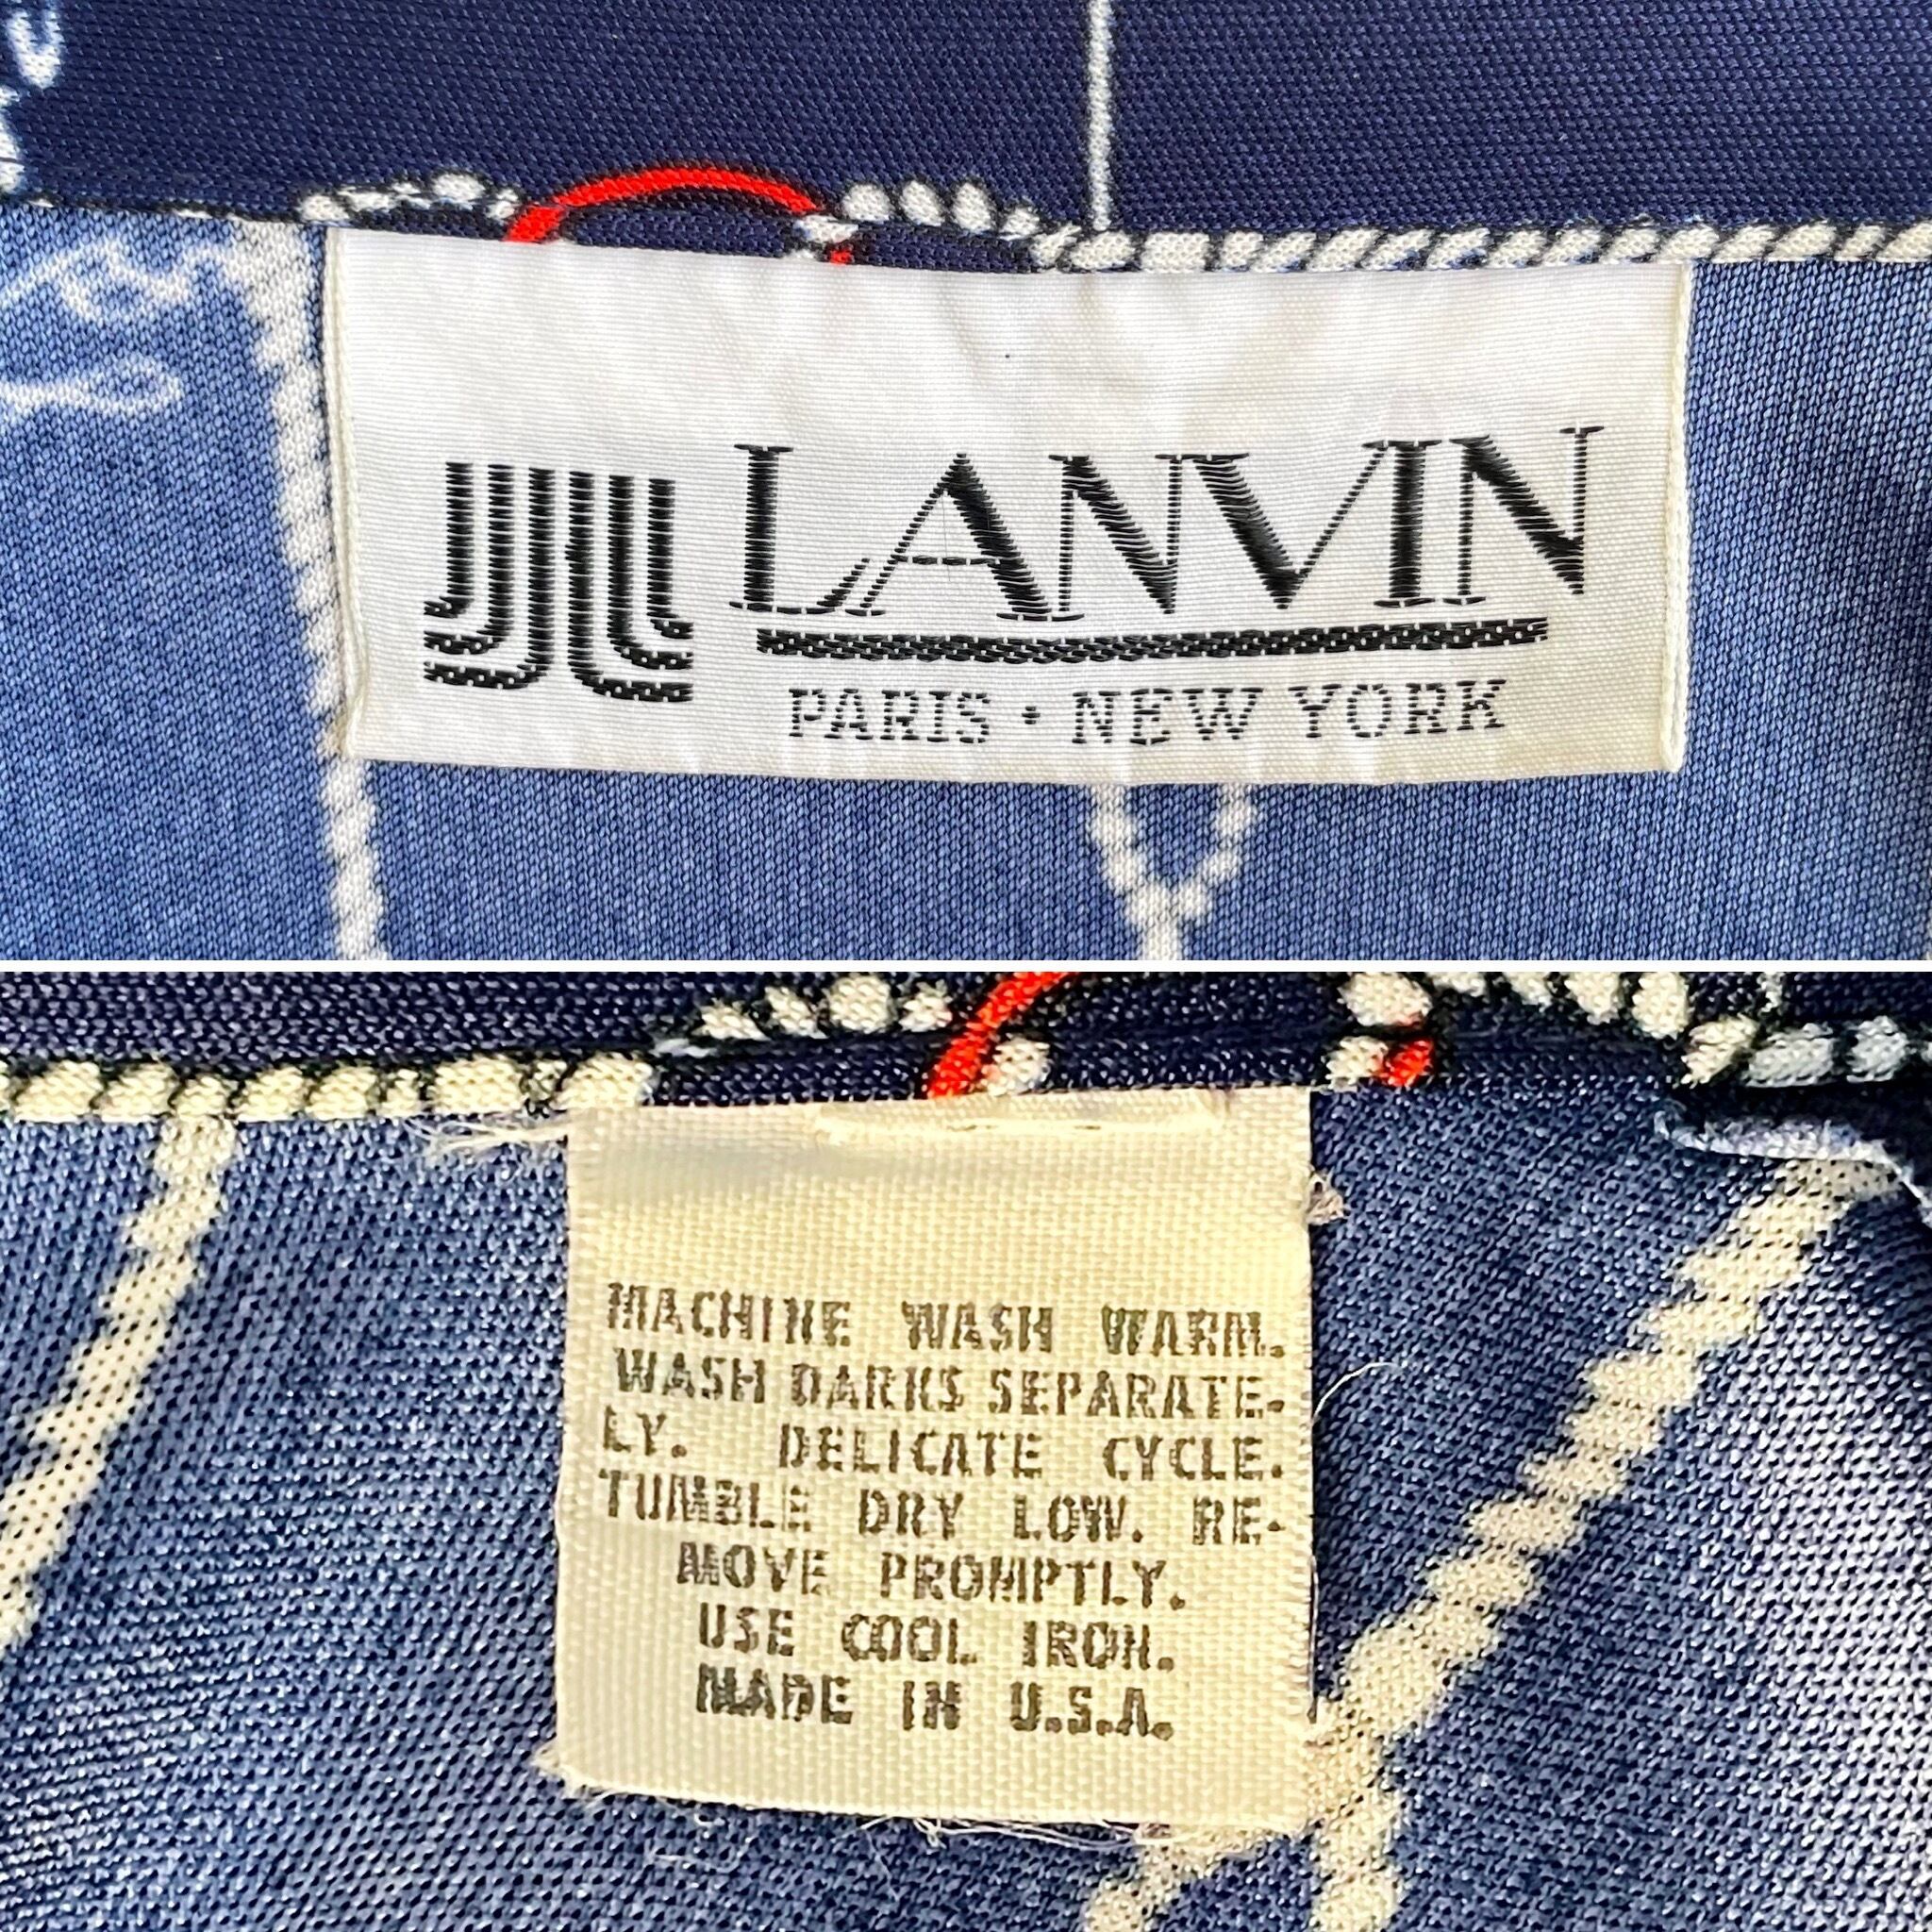 JL LANVIN
PARIS • NEW YORK
MACHINE WASH WARM.
WASH DARKS SEPARATE-
LY. DELICATE CYCLE.
TUMBLE DRY LOW. RE-
MOVE PROMPTLY.
USE COOL IRON.
MADE IN U.S.A.